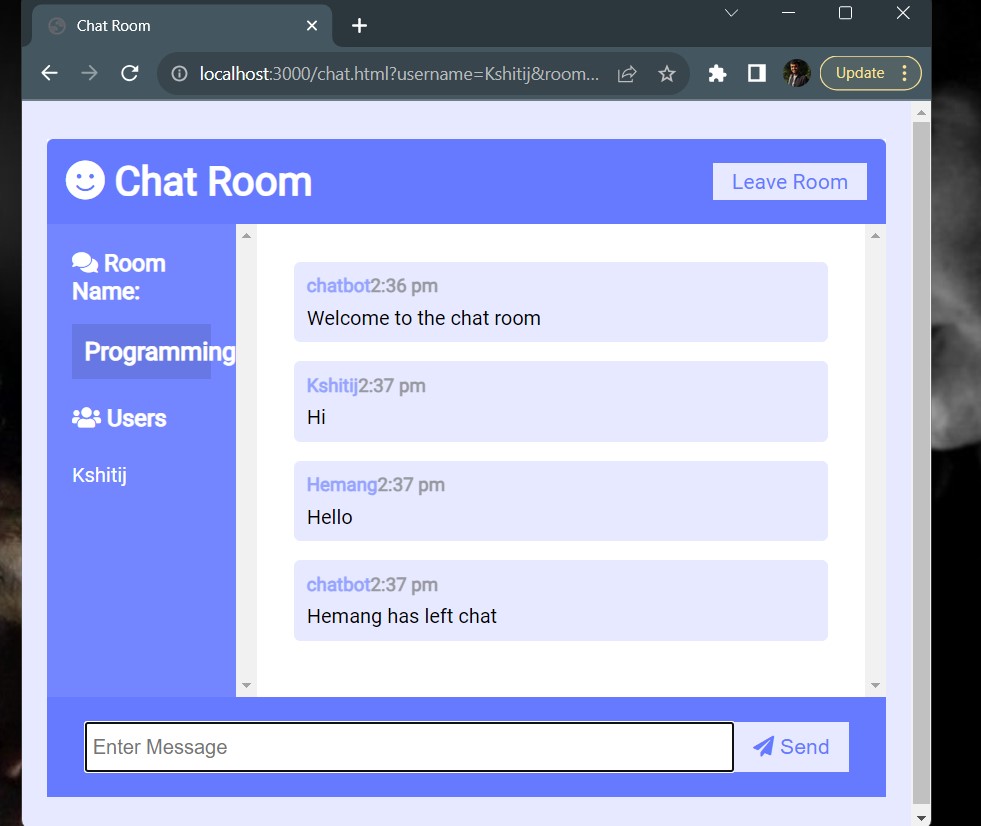 Chat Room
localhost:3000/chat.html?username=Kshitij&room...
Update
Chat Room
Leave Room
Room
Name:
Programming
Users
Kshitij
chatbot2:36 pm
Welcome to the chat room
Kshitij2:37 pm
Hi
Hemang2:37 pm
Hello
chatbot2:37 pm
Hemang has left chat
Enter Message
Send